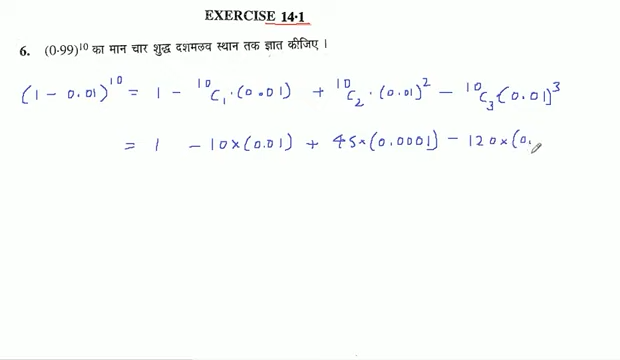 EXERCISE 14·1
6. (0·99)¹⁰ का मान चार शुद्ध दशमलव स्थान तक ज्ञात कीजिए ।
(1 - 0.01)¹⁰ = 1 - ¹⁰C₁·(0.01) + ¹⁰C₂·(0.01)² - ¹⁰C₃·(0.01)³
= 1 - 10×(0.01) + 45×(0.0001) - 120×(0.